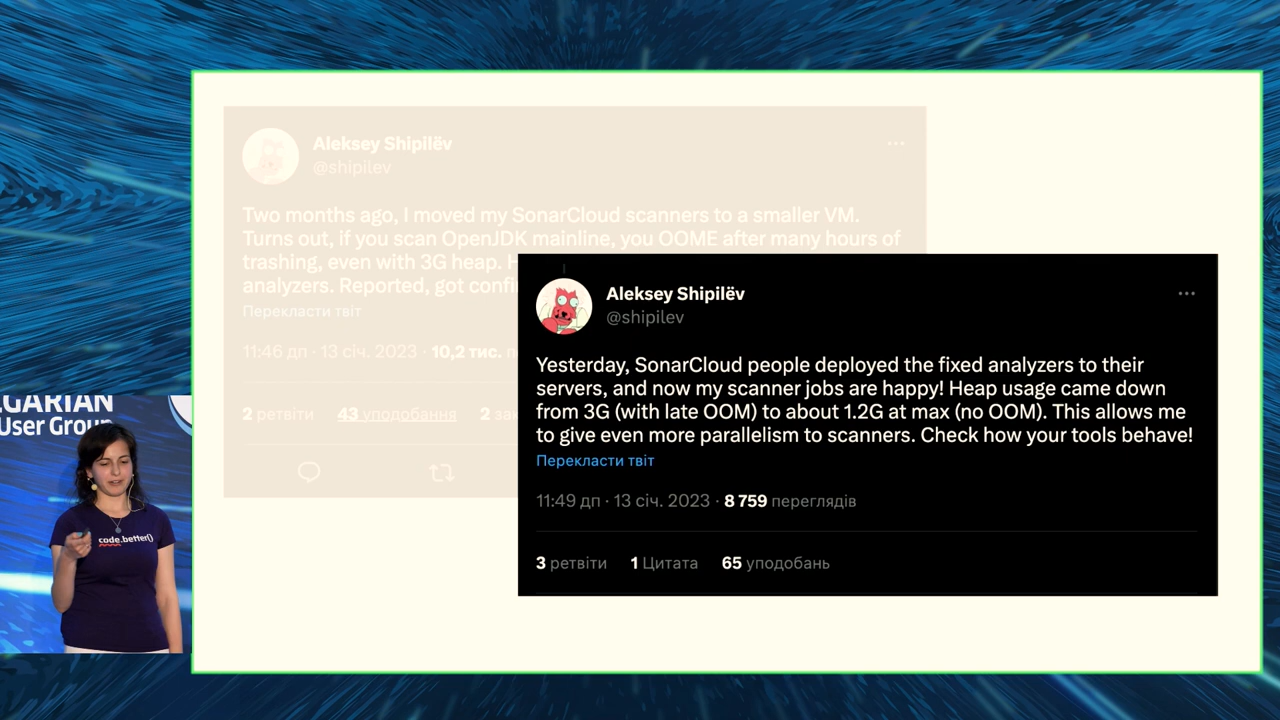 Aleksey Shipilëv
@shipilev
Two months ago, I moved my SonarCloud scanners to a smaller VM.
Turns out, if you scan OpenJDK mainline, you OOME after many hours of
trashing, even with 3G heap.
analyzers. Reported, got
Перекласти твіт
11:46 дп · 13 січ. 2023 · 10,2 тис.
2 ретвіти 43 уподобання 2
Aleksey Shipilëv
@shipilev
Yesterday, SonarCloud people deployed the fixed analyzers to their
servers, and now my scanner jobs are happy! Heap usage came down
from 3G (with late OOM) to about 1.2G at max (no OOM). This allows me
to give even more parallelism to scanners. Check how your tools behave!
Перекласти твіт
11:49 дп · 13 січ. 2023 · 8 759 переглядів
3 ретвіти 1 Цитата 65 уподобань
User Group
code.better()